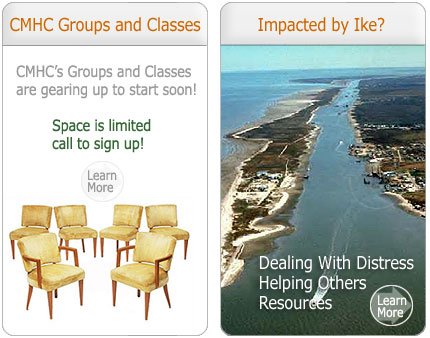 CMHC Groups and Classes
CMHC's Groups and Classes
are gearing up to start soon!
Space is limited
call to sign up!
Learn
More
Impacted by Ike?
Dealing With Distress
Helping Others
Resources
Learn
More